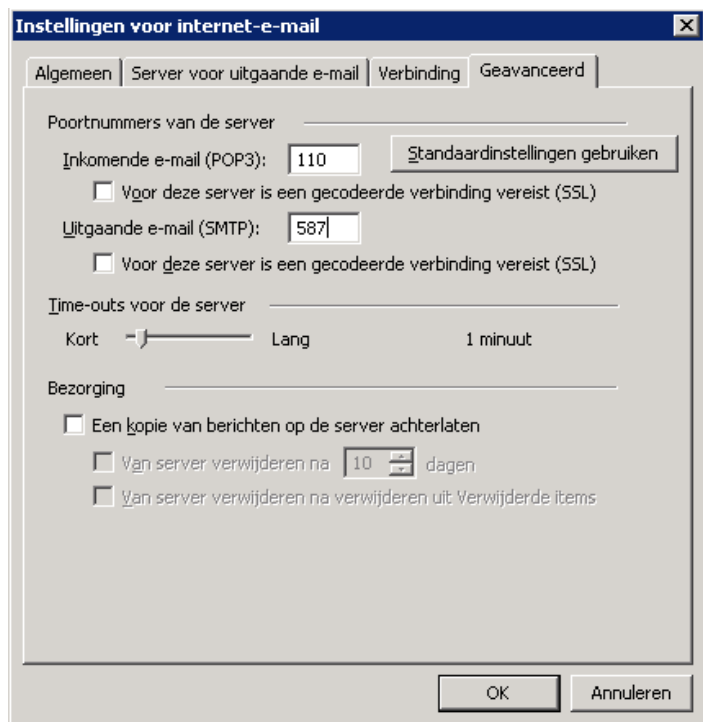 Instellingen voor internet-e-mail
Algemeen Server voor uitgaande e-mail Verbinding Geavanceerd
Poortnummers van de server
Inkomende e-mail (POP3): 110 Standaardinstellingen gebruiken
Voor deze server is een gecodeerde verbinding vereist (SSL)
Uitgaande e-mail (SMTP): 587
Voor deze server is een gecodeerde verbinding vereist (SSL)
Time-outs voor de server
Kort Lang 1 minuut
Bezorging
Een kopie van berichten op de server achterlaten
Van server verwijderen na 10 dagen
Van server verwijderen na verwijderen uit Verwijderde items
OK Annuleren